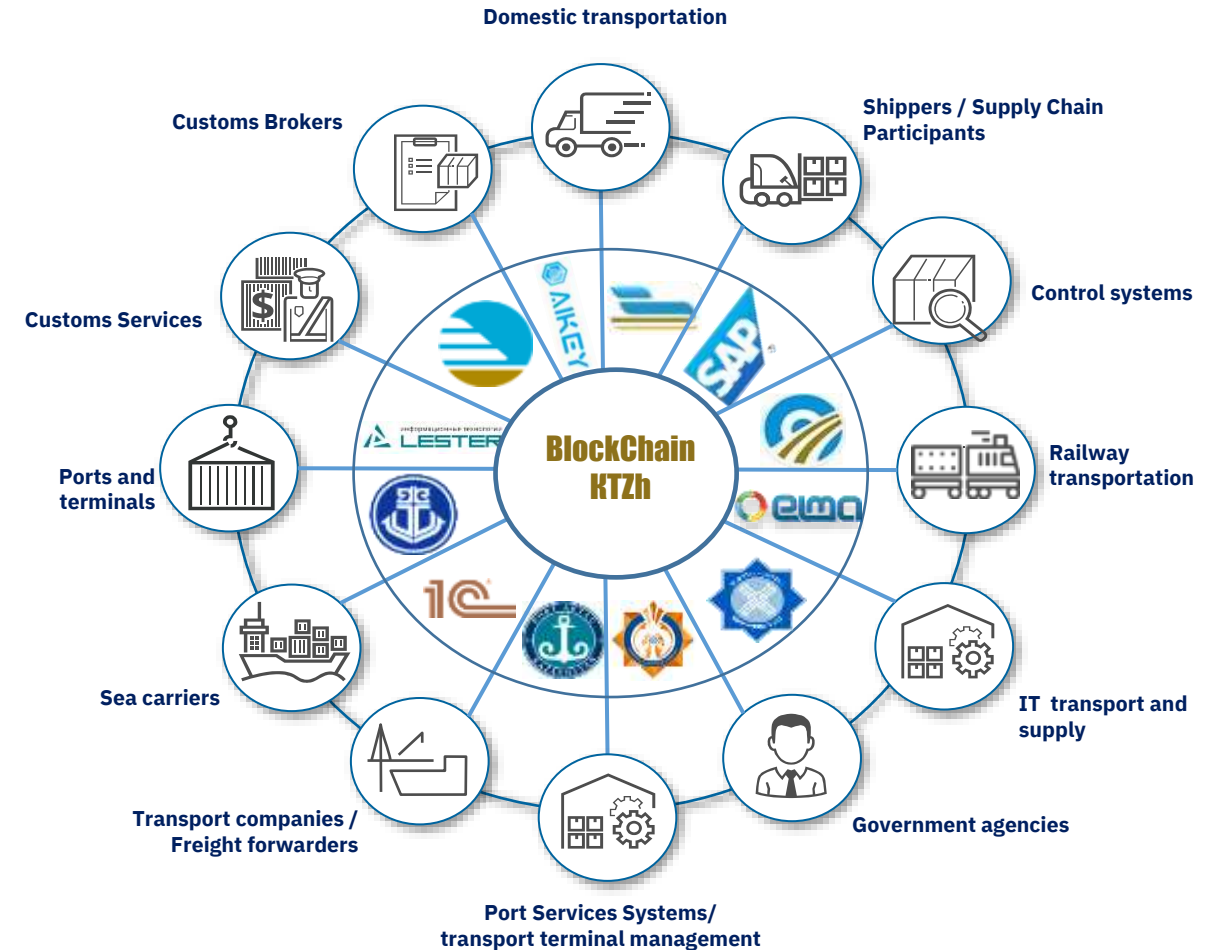 Domestic transportation
Shippers / Supply Chain
Participants
Customs Brokers
Control systems
Customs Services
AIKEY
SAP
$
информационные технологии
LESTER
BlockChain
KTZh
Railway
transportation
Ports and
terminals
elma
1C
Sea carriers
IT transport and
supply
Transport companies /
Freight forwarders
Government agencies
Port Services Systems/
transport terminal management